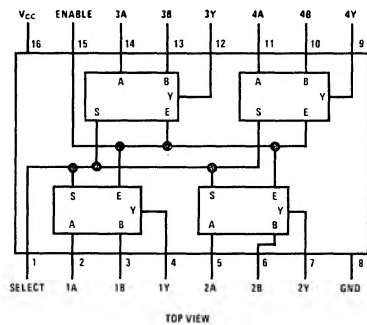 VCC ENABLE 3A 3B 3Y 4A 4B 4Y
16 15 14 13 12 11 10 9
A B A B
Y Y
S E S E
S E S E
Y Y
A B A B
1 2 3 4 5 6 7 8
SELECT 1A 1B 1Y 2A 2B 2Y GND
TOP VIEW